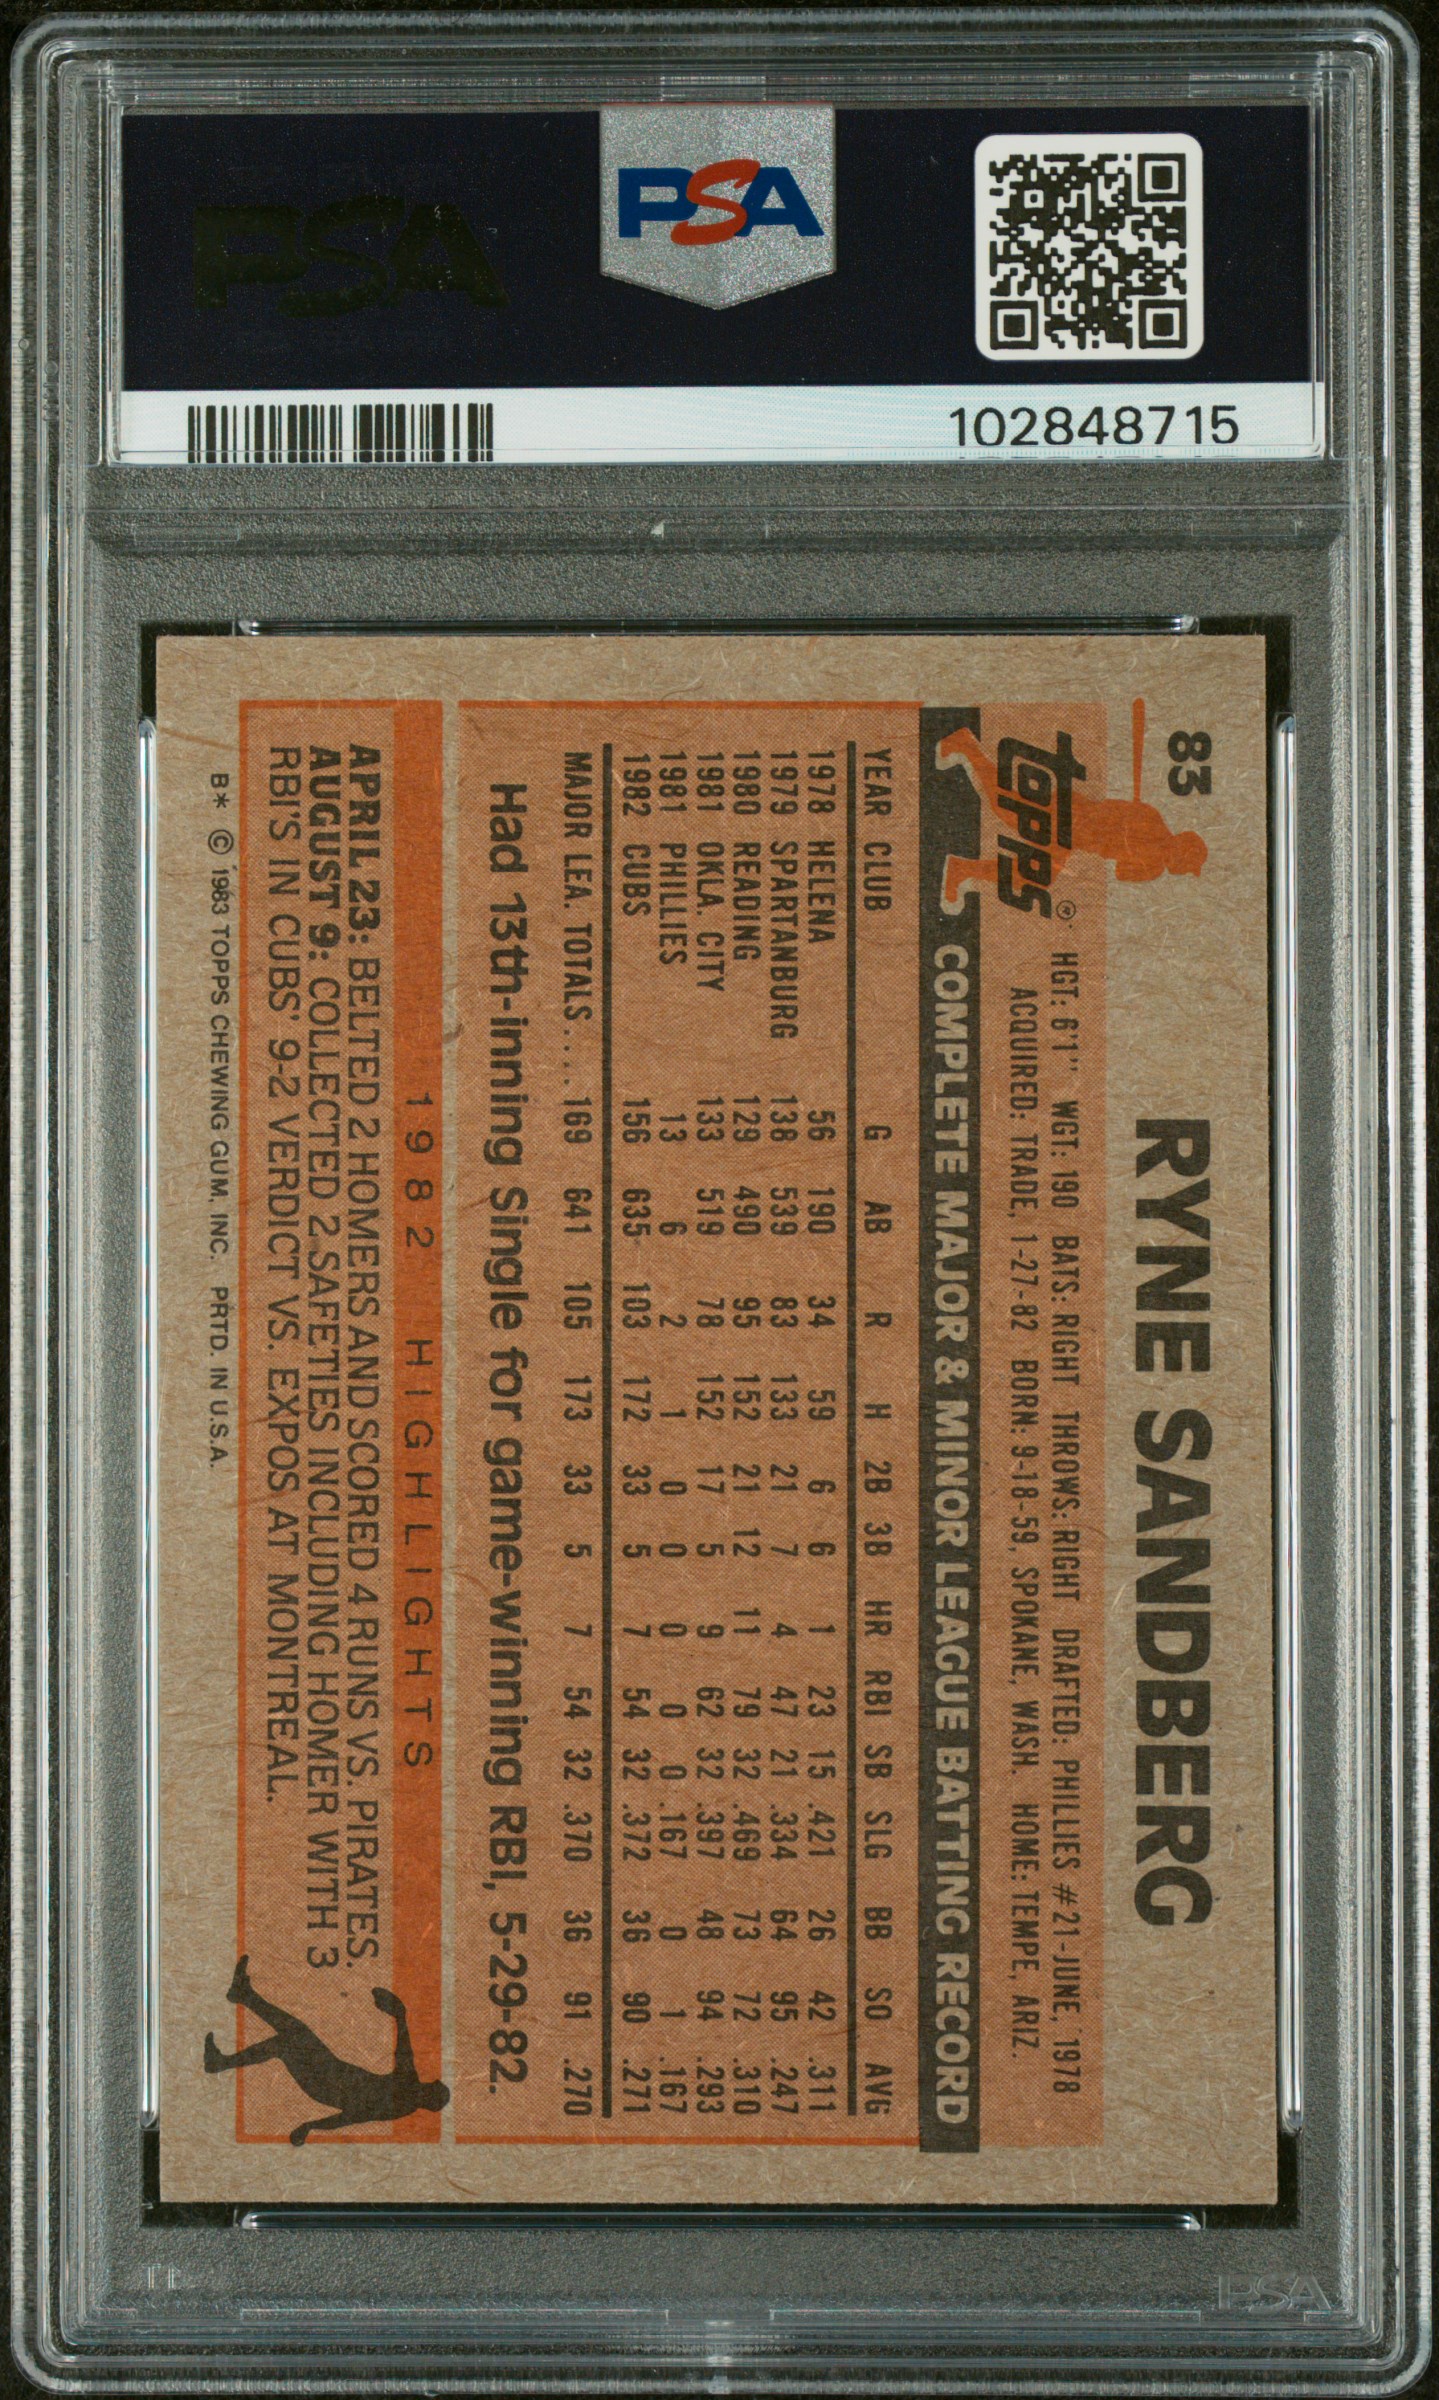 PSA
PSA
102848715
83
RYNE SANDBERG
topps®
HGT: 6'1" WGT: 190 BATS: RIGHT THROWS: RIGHT DRAFTED: PHILLIES #21-JUNE, 1978
ACQUIRED: TRADE, 1-27-82 BORN: 9-18-59, SPOKANE, WASH. HOME: TEMPE, ARIZ.
COMPLETE MAJOR & MINOR LEAGUE BATTING RECORD
YEAR CLUB G AB R H 2B 3B HR RBI SB SLG BB SO AVG
1978 HELENA 56 190 34 59 6 6 1 23 15 .421 26 42 .311
1979 SPARTANBURG 138 539 83 133 21 7 4 47 21 .334 64 95 .247
1980 READING 129 490 95 152 21 12 11 79 32 .469 73 72 .310
1981 OKLA. CITY 133 519 78 152 17 5 9 62 32 .397 48 94 .293
1981 PHILLIES 13 6 2 1 0 0 0 0 0 .167 0 1 .167
1982 CUBS 156 635 103 172 33 5 7 54 32 .372 36 90 .271
MAJOR LEA. TOTALS .... 169 641 105 173 33 5 7 54 32 .370 36 91 .270
Had 13th-inning Single for game-winning RBI, 5-29-82.
1982 HIGHLIGHTS
APRIL 23: BELTED 2 HOMERS AND SCORED 4 RUNS VS. PIRATES.
AUGUST 9: COLLECTED 2 SAFETIES INCLUDING HOMER WITH 3
RBI'S IN CUBS' 9-2 VERDICT VS. EXPOS AT MONTREAL.
B* © 1983 TOPPS CHEWING GUM, INC. PRTD. IN U.S.A.
PSA